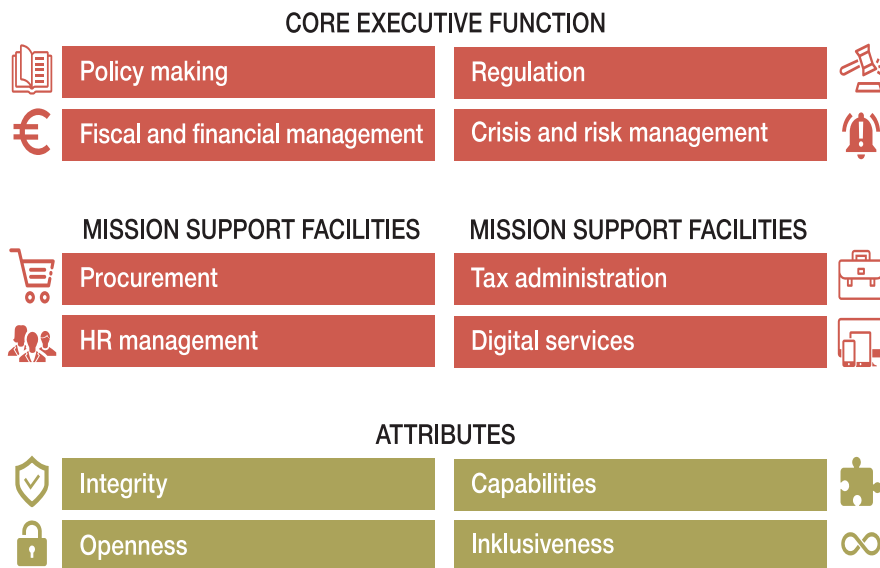 CORE EXECUTIVE FUNCTION
Policy making
Regulation
Fiscal and financial management
Crisis and risk management
MISSION SUPPORT FACILITIES
MISSION SUPPORT FACILITIES
Procurement
Tax administration
HR management
Digital services
ATTRIBUTES
Integrity
Capabilities
Openness
Inklusiveness